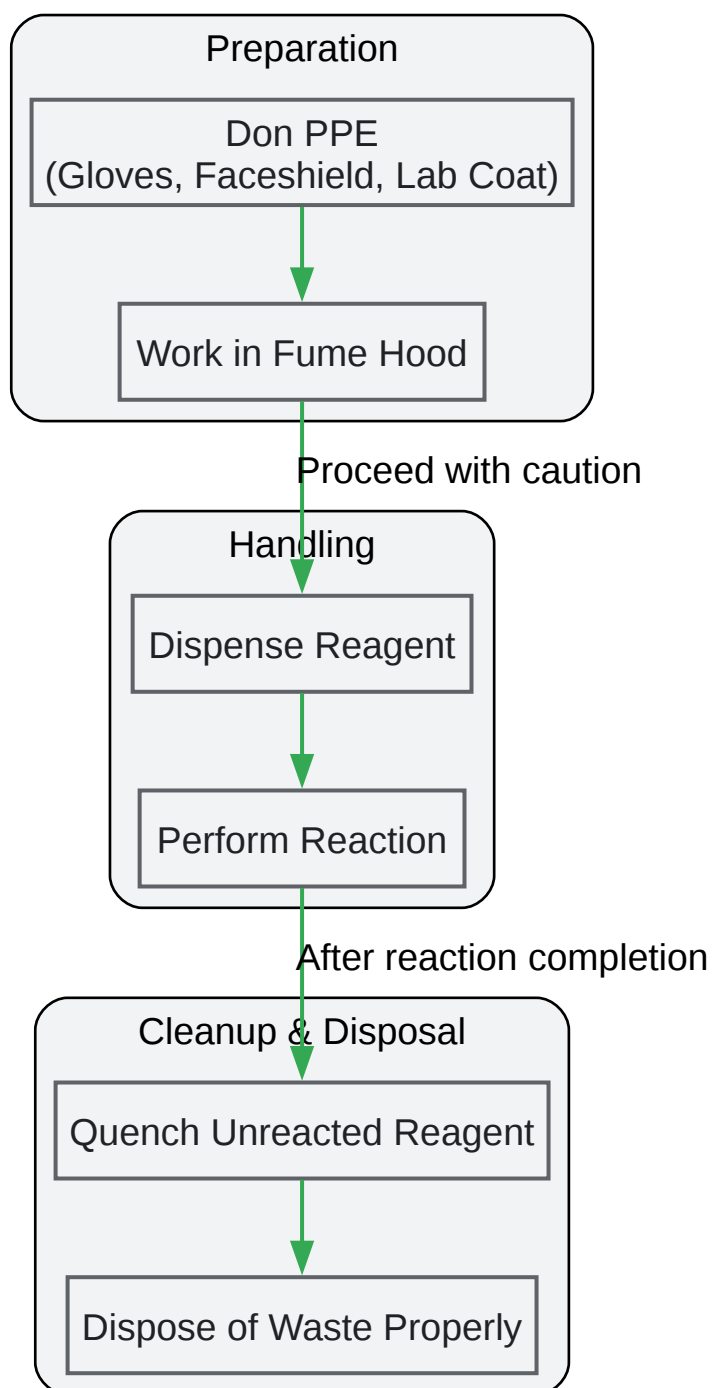 Preparation
Don PPE
(Gloves, Faceshield, Lab Coat)
Work in Fume Hood
Proceed with caution
Handling
Dispense Reagent
Perform Reaction
After reaction completion
Cleanup & Disposal
Quench Unreacted Reagent
Dispose of Waste Properly